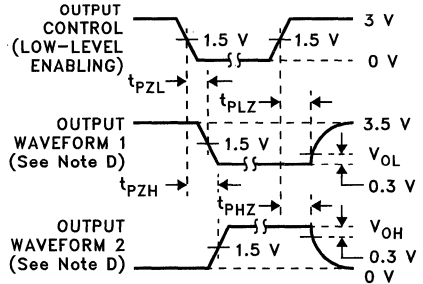 OUTPUT
CONTROL
(LOW-LEVEL
ENABLING)
1.5 V
1.5 V
3 V
0 V
tPZL
tPLZ
OUTPUT
WAVEFORM 1
(See Note D)
1.5 V
3.5 V
VOL
0.3 V
tPZH
tPHZ
OUTPUT
WAVEFORM 2
(See Note D)
1.5 V
VOH
0.3 V
0 V